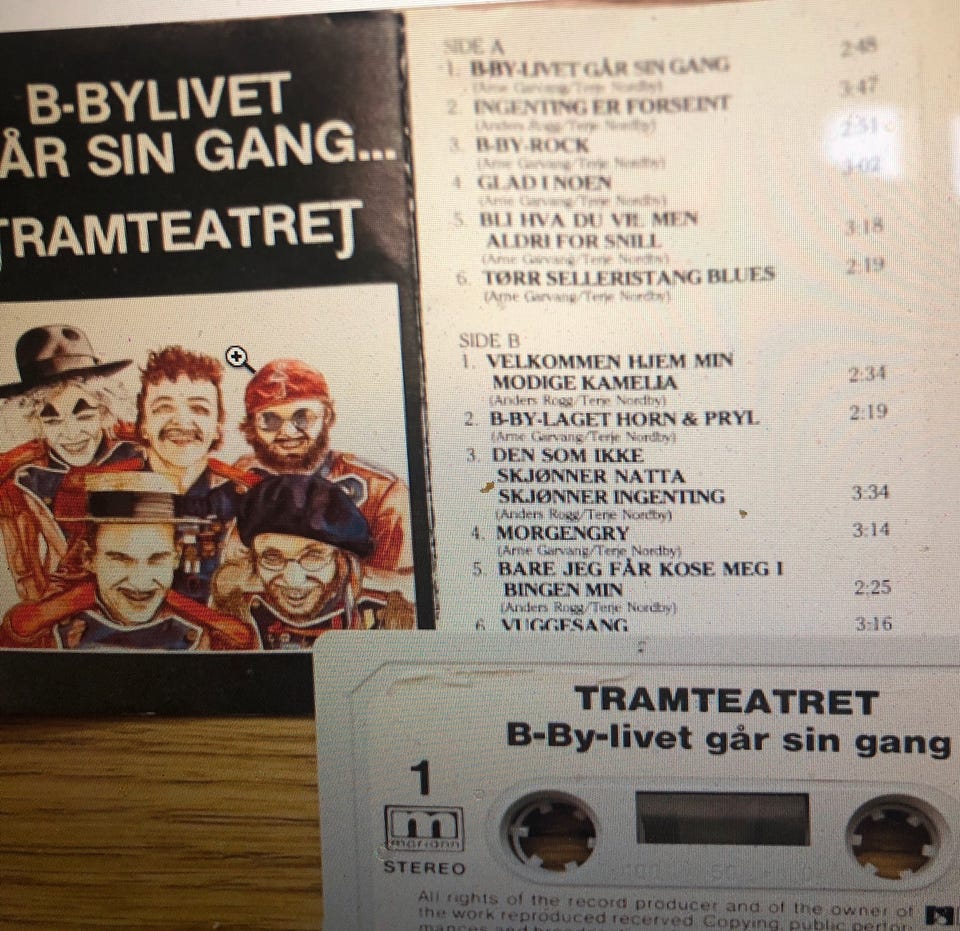 B-BYLIVET
ÅR SIN GANG...
TRAMTEATRET
SIDE A
1. B-BY-LIVET GÅR SIN GANG 2:48
(Arne Garvang/Terje Nordby)
2. INGENTING ER FORSEINT 3:47
(Anders Rogg/Terje Nordby)
3. B-BY-ROCK 2:31
(Arne Garvang/Terje Nordby)
4. GLAD I NOEN 3:02
(Arne Garvang/Terje Nordby)
5. BLI HVA DU VIL MEN
ALDRI FOR SNILL 3:18
(Arne Garvang/Terje Nordby)
6. TØRR SELLERISTANG BLUES 2:19
(Arne Garvang/Terje Nordby)
SIDE B
1. VELKOMMEN HJEM MIN
MODIGE KAMELIA 2:34
(Anders Rogg/Terje Nordby)
2. B-BY-LAGET HORN & PRYL 2:19
(Arne Garvang/Terje Nordby)
3. DEN SOM IKKE
SKJØNNER NATTA
SKJØNNER INGENTING 3:34
(Anders Rogg/Terje Nordby)
4. MORGENGRY 3:14
(Arne Garvang/Terje Nordby)
5. BARE JEG FÅR KOSE MEG I
BINGEN MIN 2:25
(Anders Rogg/Terje Nordby)
6. VUGGESANG 3:16
TRAMTEATRET
B-By-livet går sin gang
1
mariann
STEREO
All rights of the record producer and of the owner of
the work reproduced recerved. Copying, public perfor-
mances and